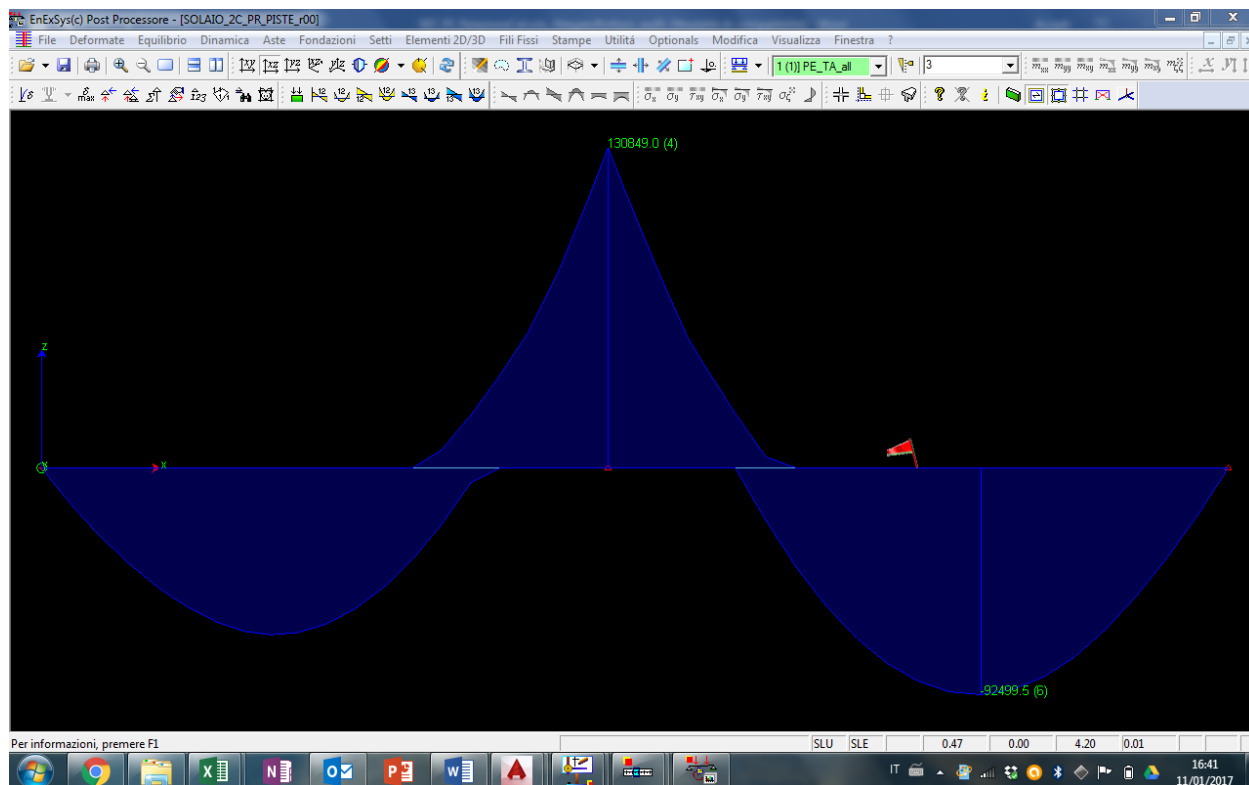 EnExSys(c) Post Processore - [SOLAIO_2C_PR_PISTE_r00]
File Deformate Equilibrio Dinamica Aste Fondazioni Setti Elementi 2D/3D Fili Fissi Stampe Utilitá Optionals Modifica Visualizza Finestra ?
1 (1)] PE_TA_all 3
130849.0 (4)
z
x
-92499.5 (6)
Per informazioni, premere F1 SLU SLE 0.47 0.00 4.20 0.01
IT 16:41
11/01/2017